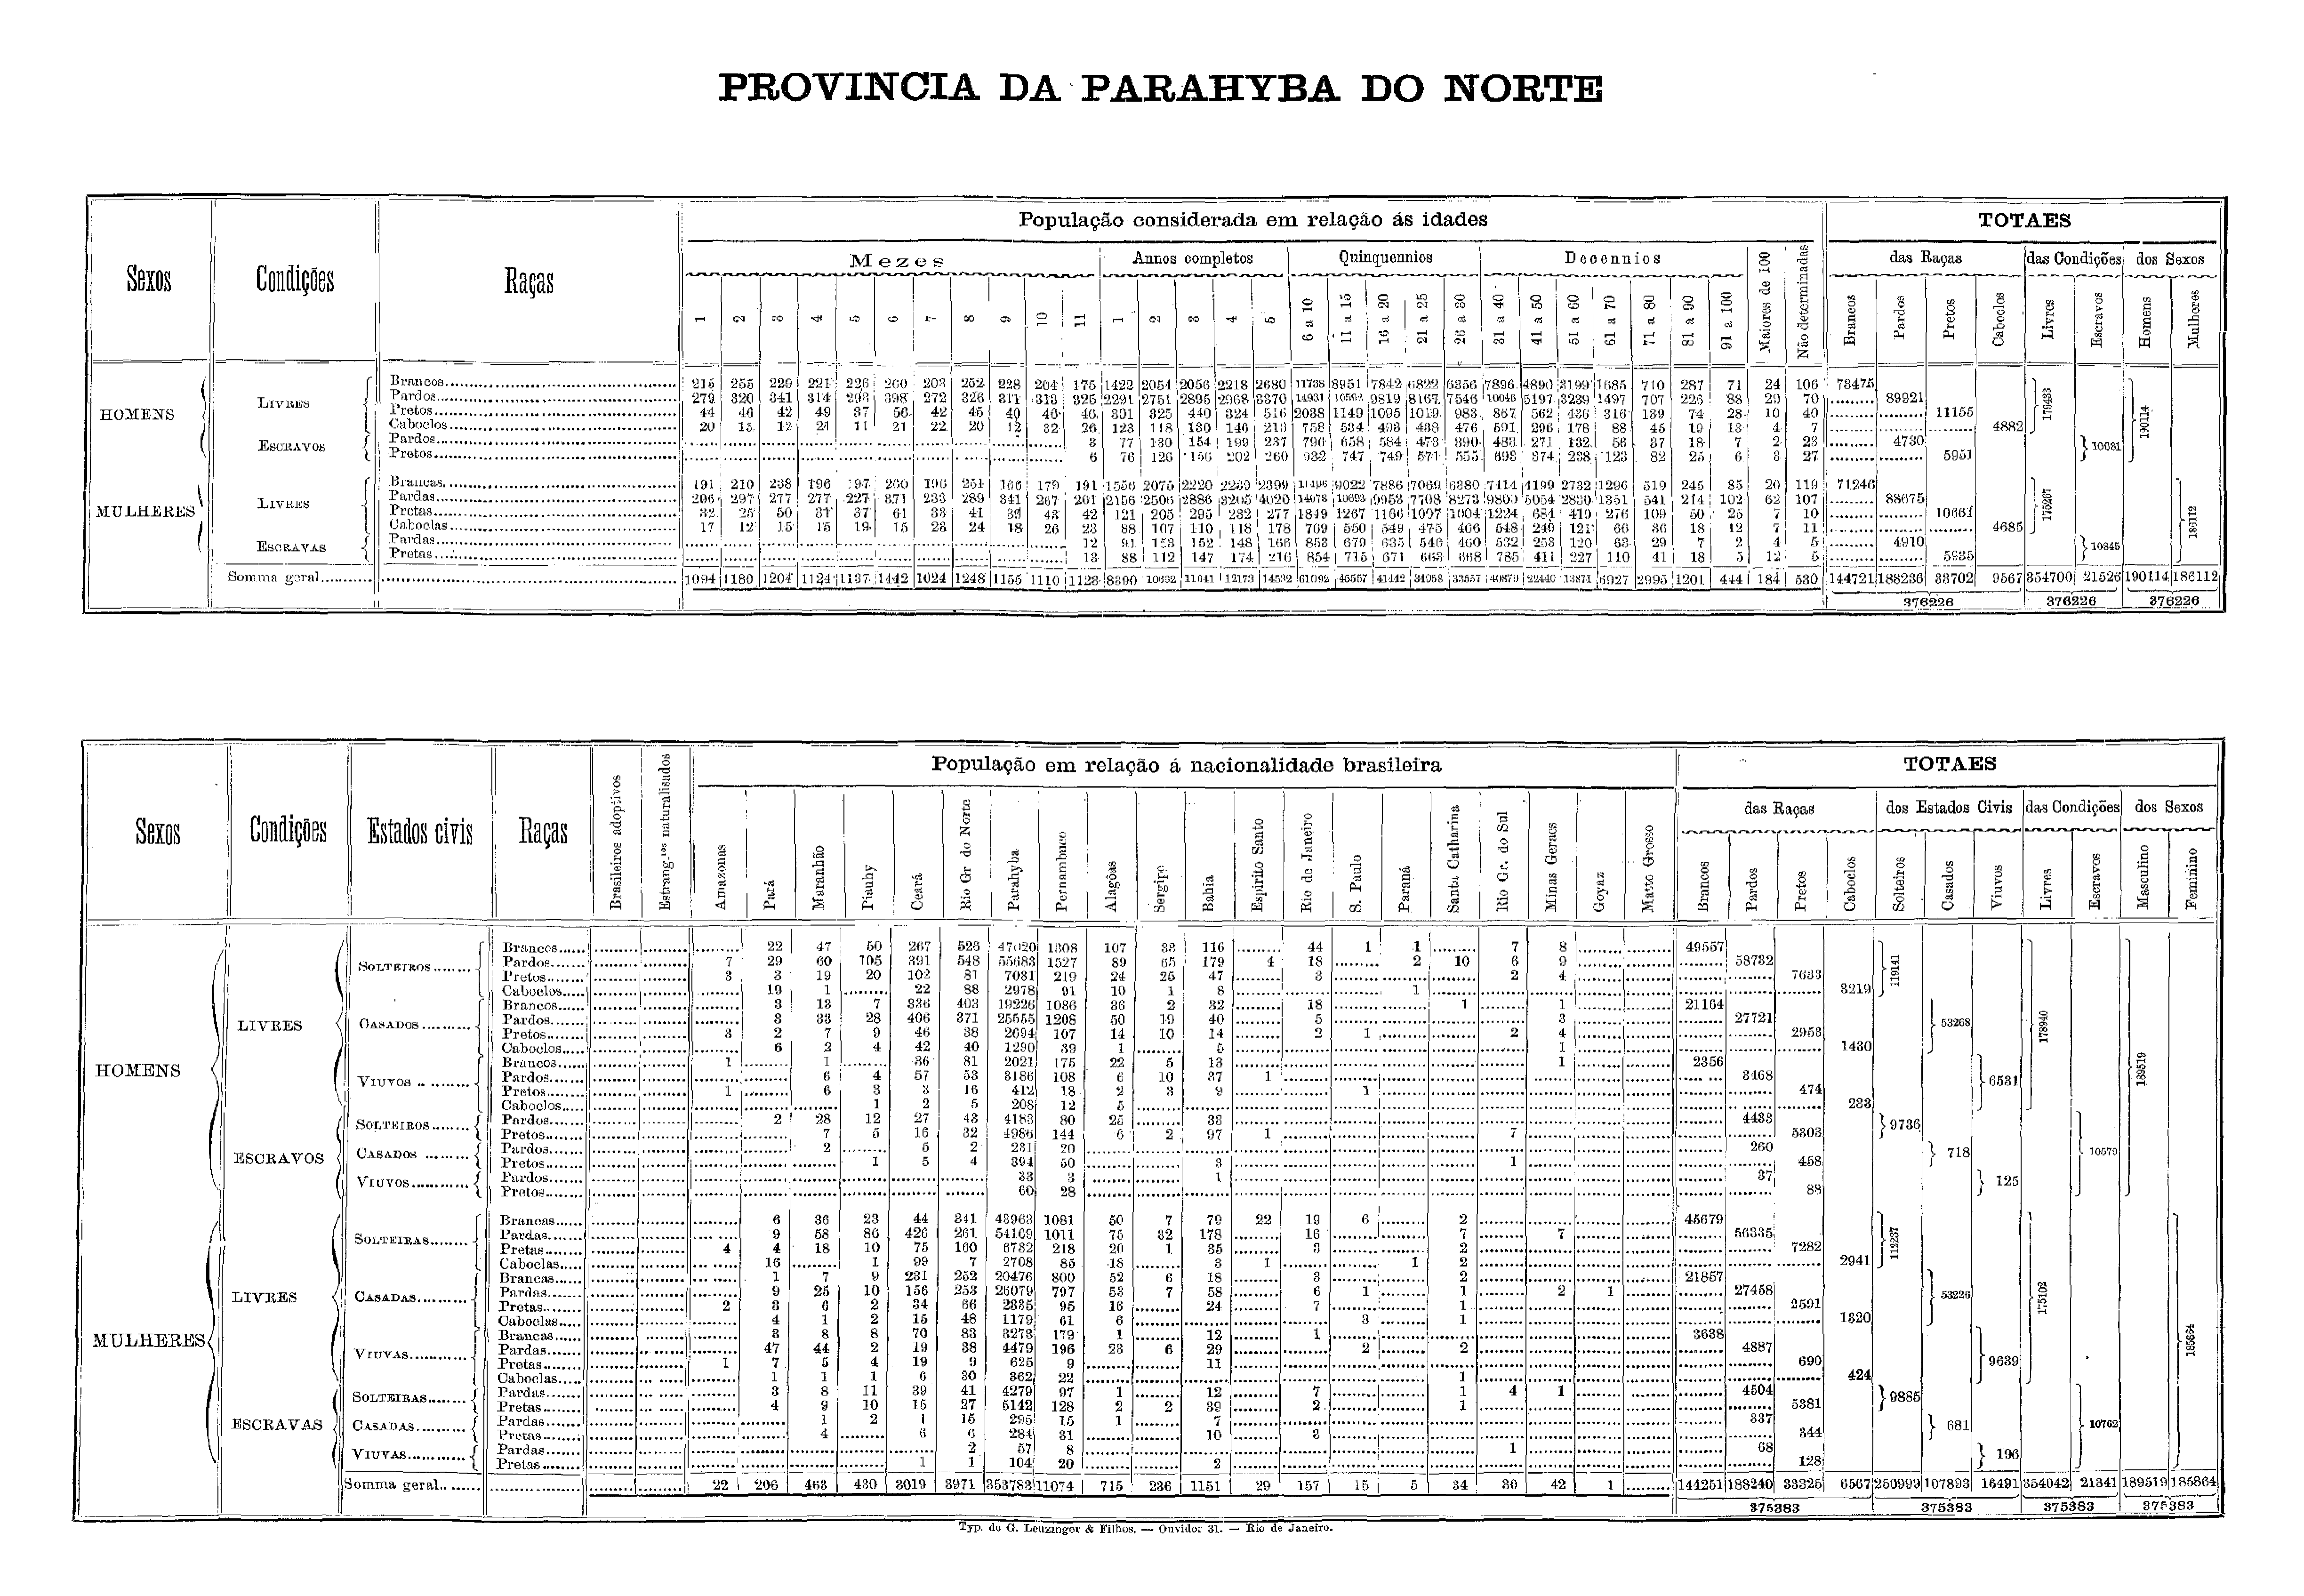 PROVINCIA DA PARAHYBA DO NORTE
População considerada em relação ás idades
TOTAES
Sexos Condições Raças
Mezes Annos completos Quinquennios Decennios Maiores de 100 Não determinadas das Raças das Condições dos Sexos
1 2 3 4 5 6 7 8 9 10 11 1 2 3 4 5 6 a 10 11 a 15 16 a 20 21 a 25 26 a 30 31 a 40 41 a 50 51 a 60 61 a 70 71 a 80 81 a 90 91 a 100 Brancos Pardos Pretos Caboclos Livres Escravos Homens Mulheres
HOMENS
LIVRES
Brancos 215 255 229 221 226 260 203 252 228 204 175 1422 2054 2056 2218 2680 11738 8951 7842 6822 6356 7896 4890 3199 1685 710 287 71 24 106 73475
Pardos 279 320 341 314 272 326 311 313 325 2291 2751 2895 2968 3370 14931 9819 8167 7546 10046 5197 3239 1497 707 226 88 29 70 89921
Pretos 44 46 42 49 37 56 42 45 40 46 46 301 325 440 324 516 2038 1149 1095 1019 983 867 562 436 316 139 74 28 10 40 11155
Caboclos 20 15 12 21 11 21 22 20 12 32 26 123 118 130 146 213 758 534 493 438 476 591 296 178 88 45 19 13 4 7 4882
179433
ESCRAVOS
Pardos 3 77 130 154 199 237 790 658 584 473 390 483 271 132 56 37 18 7 2 23 4730
Pretos 6 76 126 156 202 260 932 747 749 571 555 693 374 238 123 82 25 6 3 27 5951
10681
190114
MULHERES
LIVRES
Brancas 191 210 238 196 197 260 196 251 166 179 191 1556 2075 2220 2239 2399 11496 9022 7886 7069 6380 7414 4199 2732 1296 519 245 85 20 119 71246
Pardas 206 297 277 277 227 371 233 289 341 267 261 2156 2506 2886 3205 4020 14078 10693 9953 7708 8273 9809 5054 2830 1351 541 214 102 62 107 88675
Pretas 32 25 50 31 37 61 33 41 39 43 42 121 205 295 232 277 1849 1267 1166 1097 1004 1224 684 419 276 109 50 25 7 10 10661
Caboclas 17 12 15 15 19 15 23 24 18 26 23 88 107 110 118 178 769 550 549 475 466 548 249 121 66 36 18 12 7 11 4685
175267
ESCRAVAS
Pardas 12 91 153 152 148 166 853 679 635 546 460 532 253 120 63 29 7 2 4 5 4910
Pretas 13 88 112 147 174 216 854 715 671 663 668 785 411 227 110 41 18 5 12 5 5935
10845
186112
Somma geral 1094 1180 1204 1124 1137 1442 1024 1248 1155 1110 1123 8390 10652 11641 12173 14532 61092 45557 41442 34958 33557 40879 22440 13871 6927 2995 1201 444 184 530 144721 188236 33702 9567 354700 21526 190114 186112
376226 376226 376226
População em relação á nacionalidade brasileira
TOTAES
Sexos Condições Estados civis Raças Brasileiros adoptivos Estrang.ros naturalisados
das Raças dos Estados Civis das Condições dos Sexos
Amazonas Pará Maranhão Piauhy Ceará Rio Gr do Norte Parahyba Pernambuco Alagôas Sergipe Bahia Espirito Santo Rio de Janeiro S. Paulo Paraná Santa Catharina Rio Gr. do Sul Minas Geraes Goyaz Matto Grosso Brancos Pardos Pretos Caboclos Solteiros Casados Viuvos Livres Escravos Masculino Feminino
HOMENS
LIVRES
SOLTEIROS
Brancos 22 47 50 267 526 47020 1308 107 33 116 44 1 1 7 8 49557
Pardos 7 29 60 105 391 548 55683 1527 89 65 179 4 18 2 10 6 9 58732
Pretos 3 3 19 20 102 81 7081 219 24 25 47 3 2 4 7633
Caboclos 19 1 22 88 2978 91 10 1 8 1 3219
119141
CASADOS
Brancos 3 13 7 336 403 19226 1086 36 2 32 18 1 1 21164
Pardos 3 33 28 406 371 25555 1208 50 19 40 5 3 27721
Pretos 3 2 7 9 46 38 2694 107 14 10 14 2 1 2 4 2953
Caboclos 6 2 4 42 40 1290 39 1 5 1 1430
53268
VIUVOS
Brancos 1 1 36 81 2021 175 22 5 13 1 2356
Pardos 6 4 57 53 3186 108 6 10 37 1 3468
Pretos 1 6 3 3 16 412 18 2 3 9 1 474
Caboclos 1 2 5 208 12 5 233
6531
178940
ESCRAVOS
SOLTEIROS
Pardos 2 28 12 27 43 4183 80 25 33 4433
Pretos 7 5 16 32 4986 144 6 2 97 1 7 5303
9736
CASADOS
Pardos 2 5 2 231 20 260
Pretos 1 5 4 394 50 3 1 458
718
VIUVOS
Pardos 33 3 1 37
Pretos 60 28 88
125
10579
189519
MULHERES
LIVRES
SOLTEIRAS
Brancas 6 36 23 44 341 43963 1081 50 7 79 22 19 6 2 45679
Pardas 9 58 86 426 261 54169 1011 75 32 178 16 7 7 56335
Pretas 4 4 18 10 75 160 6732 218 20 1 35 3 2 7282
Caboclas 16 1 99 7 2708 85 18 3 1 1 2 2941
112237
CASADAS
Brancas 1 7 9 231 252 20476 800 52 6 18 3 2 21857
Pardas 9 25 10 156 253 26079 797 53 7 58 6 1 1 2 1 27458
Pretas 2 3 6 2 34 66 2335 95 16 24 7 1 2591
Caboclas 4 1 2 15 48 1179 61 6 3 1 1320
53226
VIUVAS
Brancas 3 8 8 70 83 3273 179 1 12 1 3638
Pardas 47 44 2 19 38 4479 196 23 6 29 2 2 4887
Pretas 1 7 5 4 19 9 625 9 11 690
Caboclas 1 1 1 6 30 362 22 1 424
9639
175102
ESCRAVAS
SOLTEIRAS
Pardas 3 8 11 39 41 4279 97 1 12 7 1 4 1 4504
Pretas 4 9 10 15 27 5142 128 2 2 39 2 1 5381
9885
CASADAS
Pardas 1 2 1 15 295 15 1 7 337
Pretas 4 6 6 284 31 10 3 344
681
VIUVAS
Pardas 2 57 8 1 68
Pretas 1 1 104 20 2 128
196
10762
185864
Somma geral 22 206 463 430 3019 3971 353783 11074 715 236 1151 29 157 15 5 34 30 42 1 144251 188240 33325 6567 250999 107893 16491 354042 21341 189519 185864
375383 375383 375383 375383
Typ. de G. Leuzinger & Filhos. — Ouvidor 31. — Rio de Janeiro.